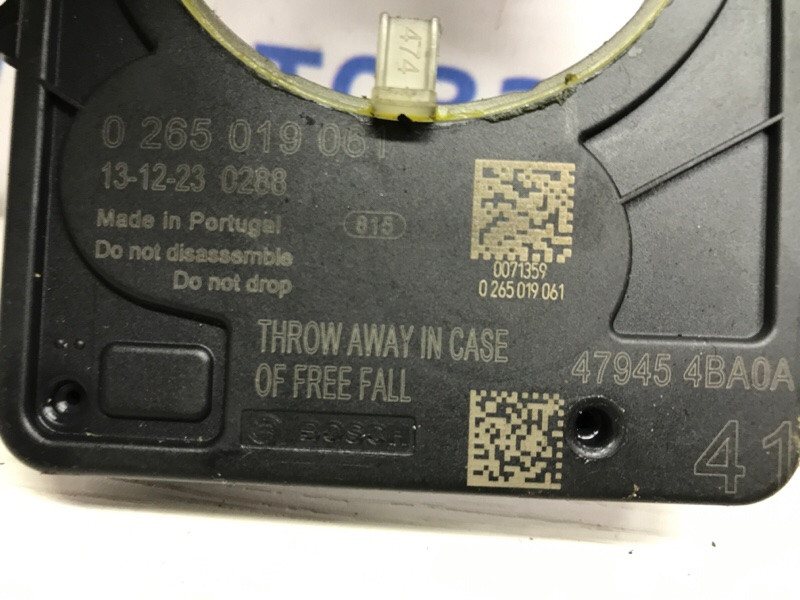 474
0 265 019 061
13-12-23 0288
Made in Portugal 815
Do not disassemble
Do not drop
0071359
0 265 019 061
THROW AWAY IN CASE
OF FREE FALL
47945 4BA0A
BOSCH
41